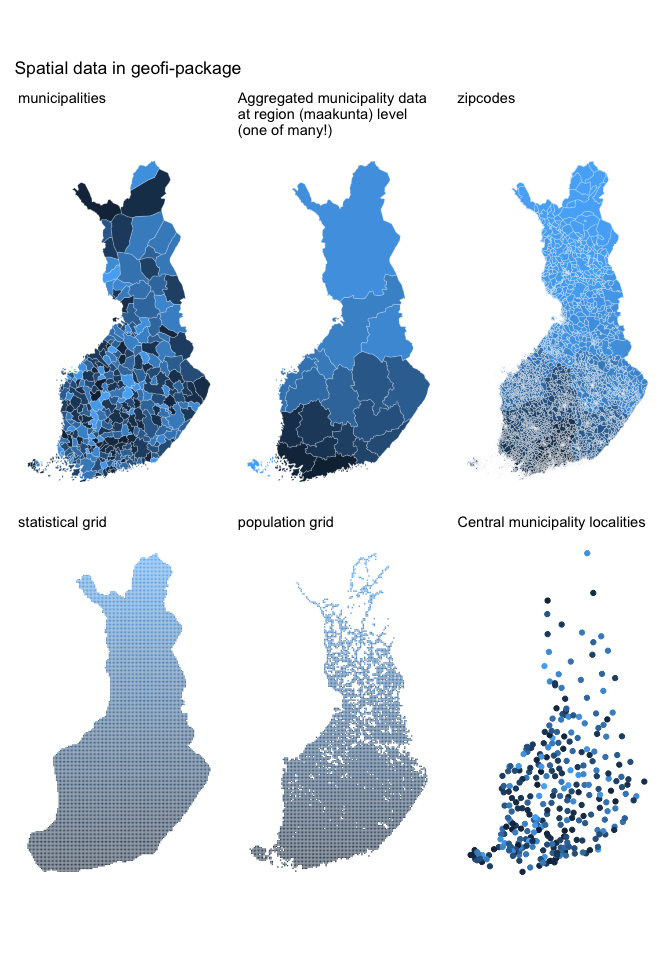 Spatial data in geofi-package
municipalities
Aggregated municipality data
at region (maakunta) level
(one of many!)
zipcodes
statistical grid
population grid
Central municipality localities